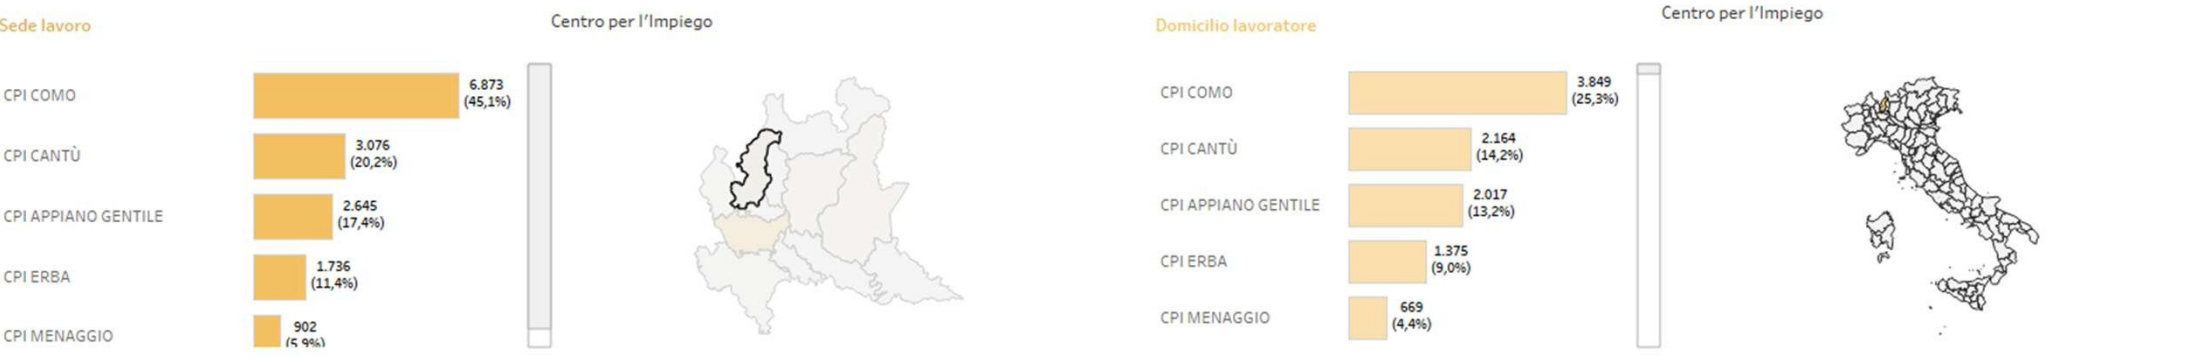 Sede lavoro
Centro per l'Impiego
CPI COMO
6.873
(45,1%)
CPI CANTÙ
3.076
(20,2%)
CPI APPIANO GENTILE
2.645
(17,4%)
CPI ERBA
1.736
(11,4%)
CPI MENAGGIO
902
(5,9%)
Domicilio lavoratore
Centro per l'Impiego
CPI COMO
3.849
(25,3%)
CPI CANTÙ
2.164
(14,2%)
CPI APPIANO GENTILE
2.017
(13,2%)
CPI ERBA
1.375
(9,0%)
CPI MENAGGIO
669
(4,4%)